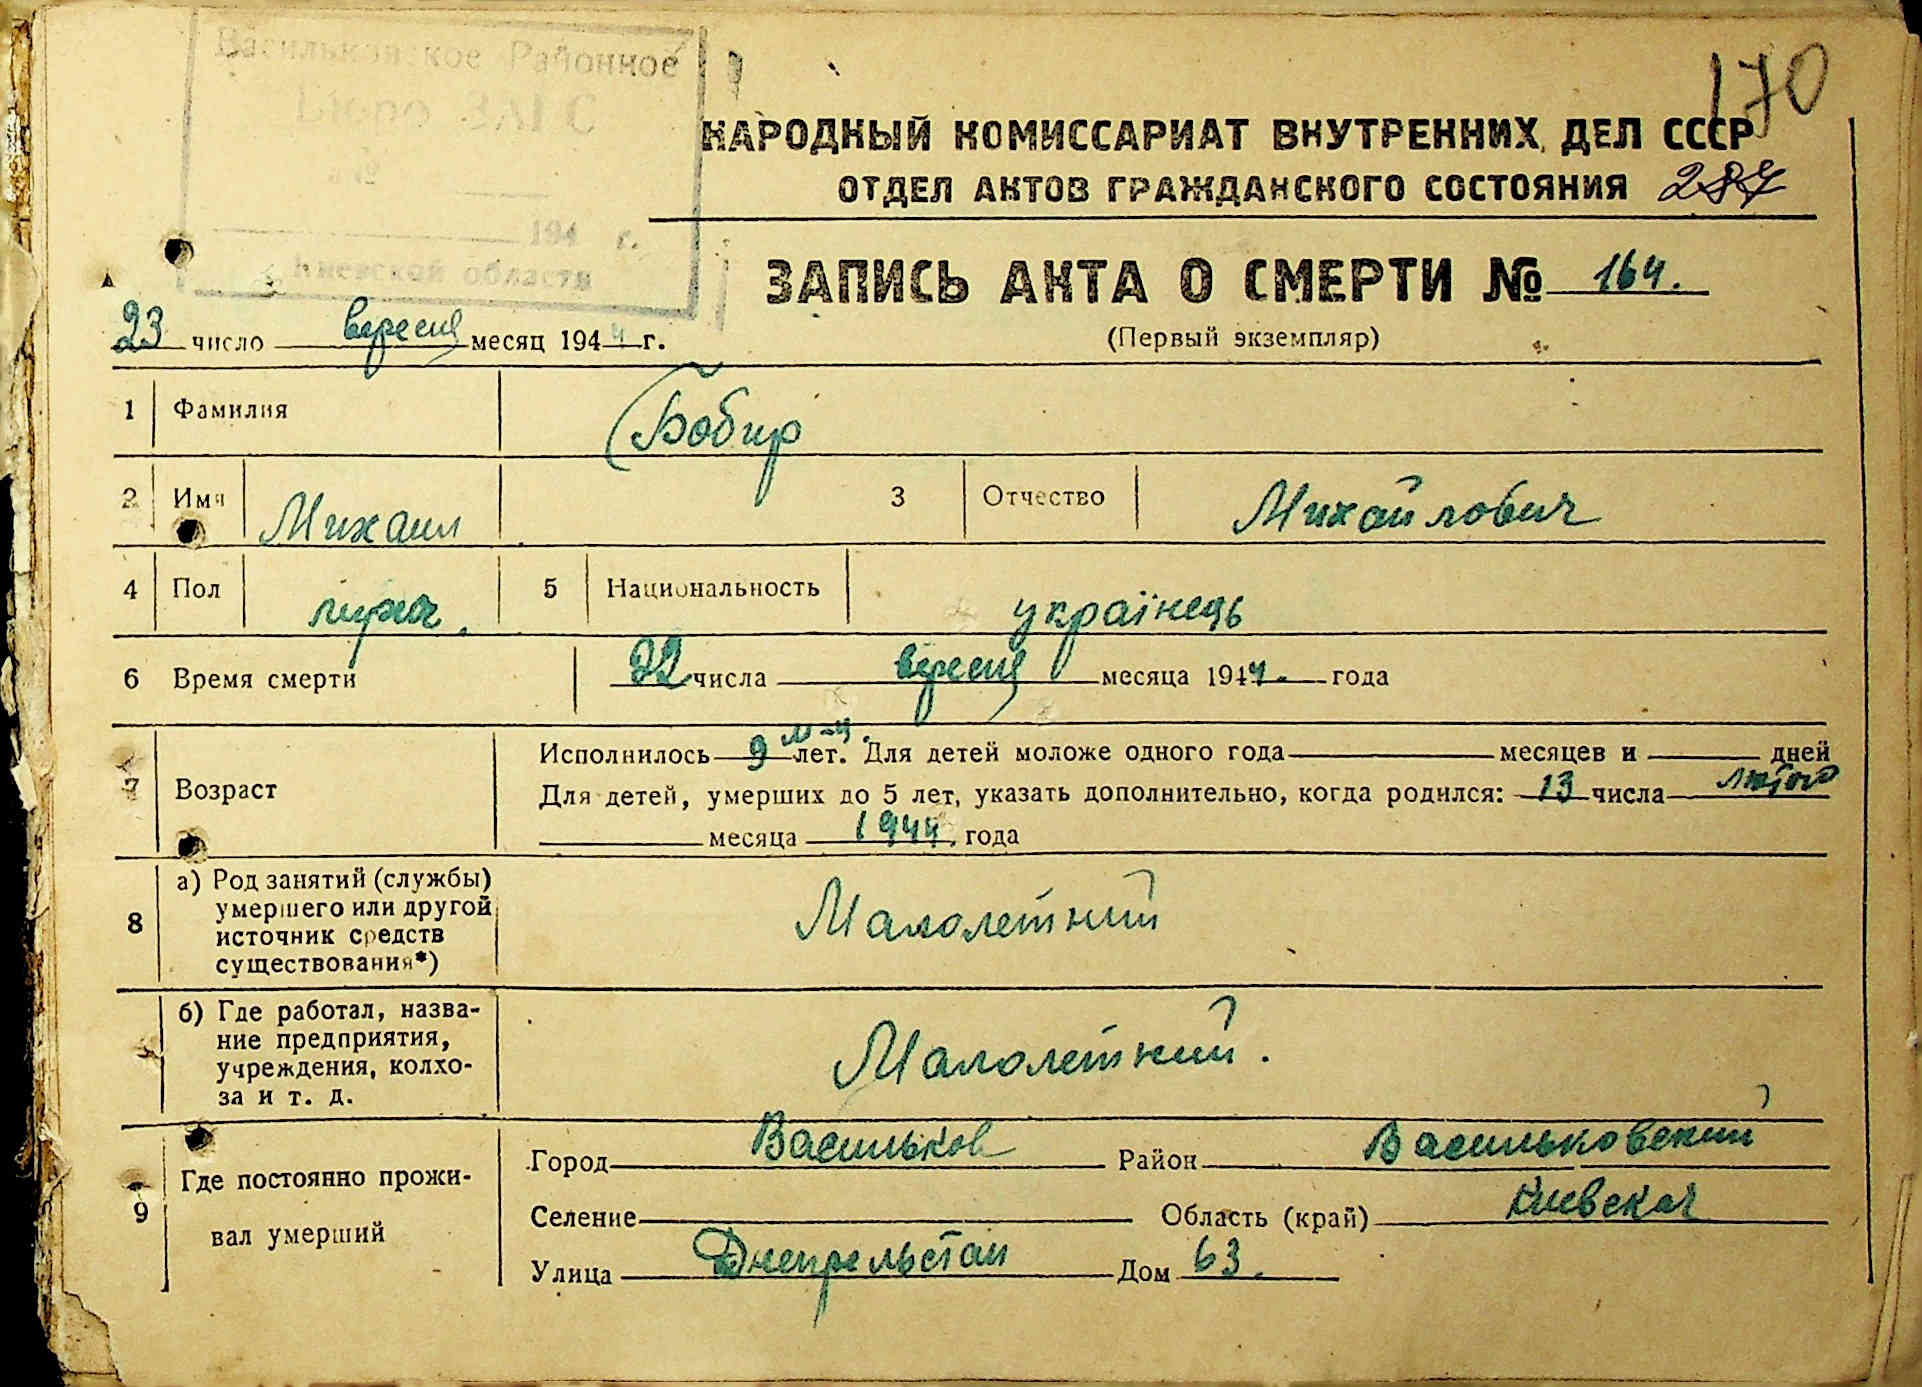 Васильковское Районное
Бюро ЗАГС
№
194 г.
Киевской области
170
НАРОДНЫЙ КОМИССАРИАТ ВНУТРЕННИХ ДЕЛ СССР
ОТДЕЛ АКТОВ ГРАЖДАНСКОГО СОСТОЯНИЯ 287
ЗАПИСЬ АКТА О СМЕРТИ № 164.
(Первый экземпляр)
23 число вересня месяц 1944 г.
1 Фамилия Бобир
2 Имя Михаил 3 Отчество Михайлович
4 Пол 5 Национальность українець
6 Время смерти 22 числа вересня месяца 1944. года
7 Возраст
Исполнилось 9 м-ц. лет. Для детей моложе одного года месяцев и дней
Для детей, умерших до 5 лет, указать дополнительно, когда родился: 13 числа лютого
месяца 1944. года
8 а) Род занятий (службы)
умершего или другой
источник средств
существования*)
Малолетний
б) Где работал, назва-
ние предприятия,
учреждения, колхо-
за и т. д.
Малолетний.
9 Где постоянно прожи-
вал умерший
Город Васильков Район Васильковский
Селение Область (край) Киевская
Улица Дом 63.